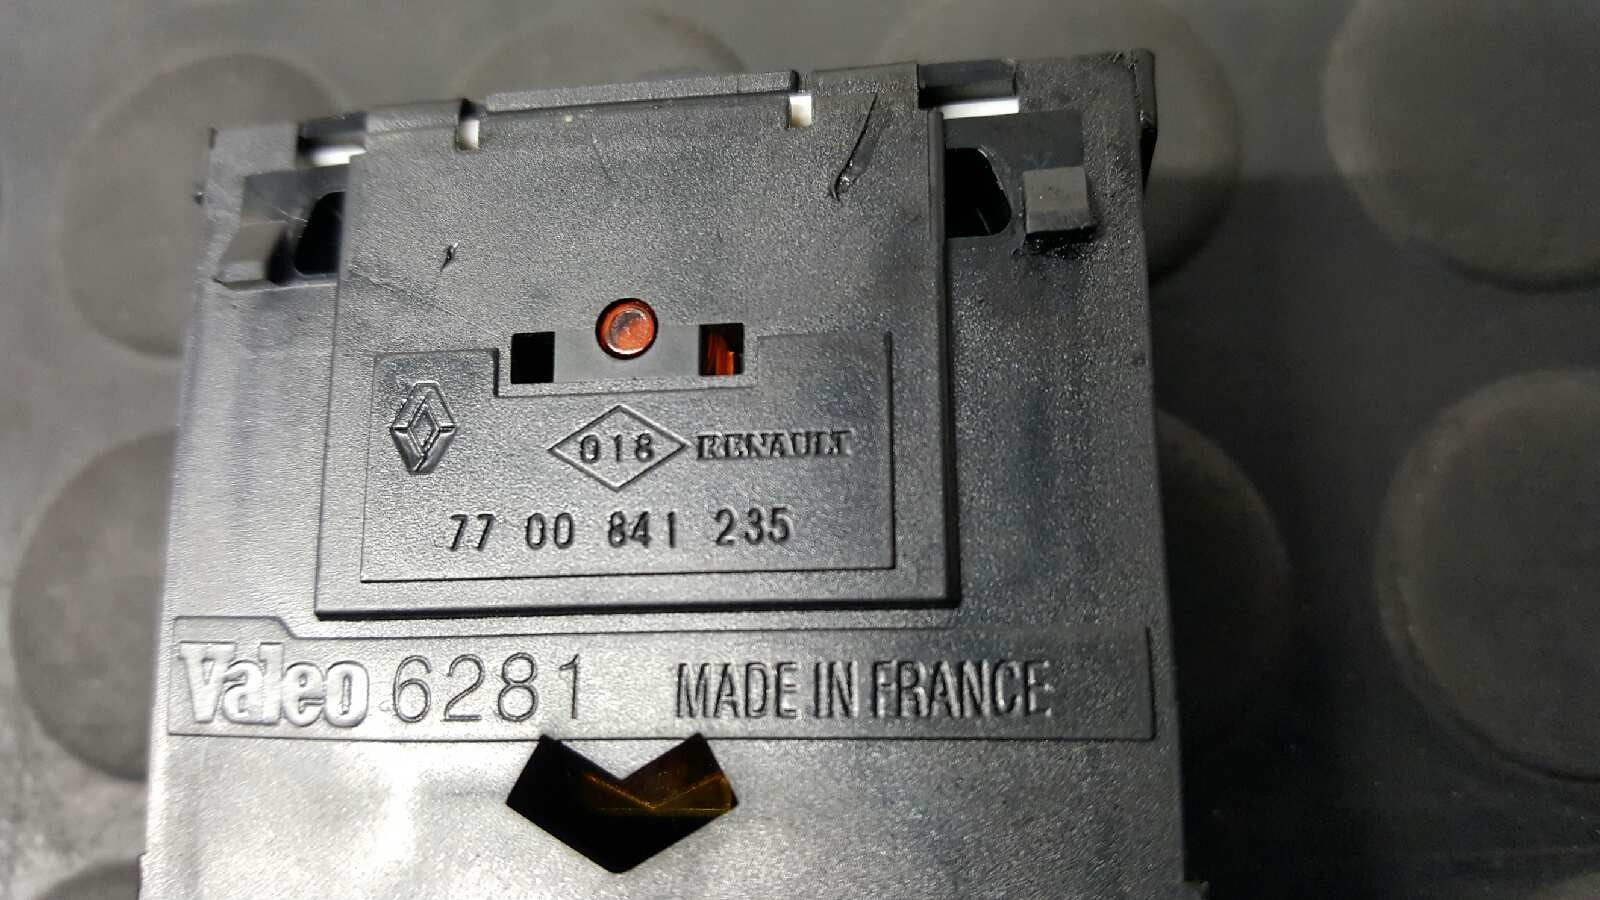 018 RENAULT
77 00 841 235
Valeo 6281 MADE IN FRANCE